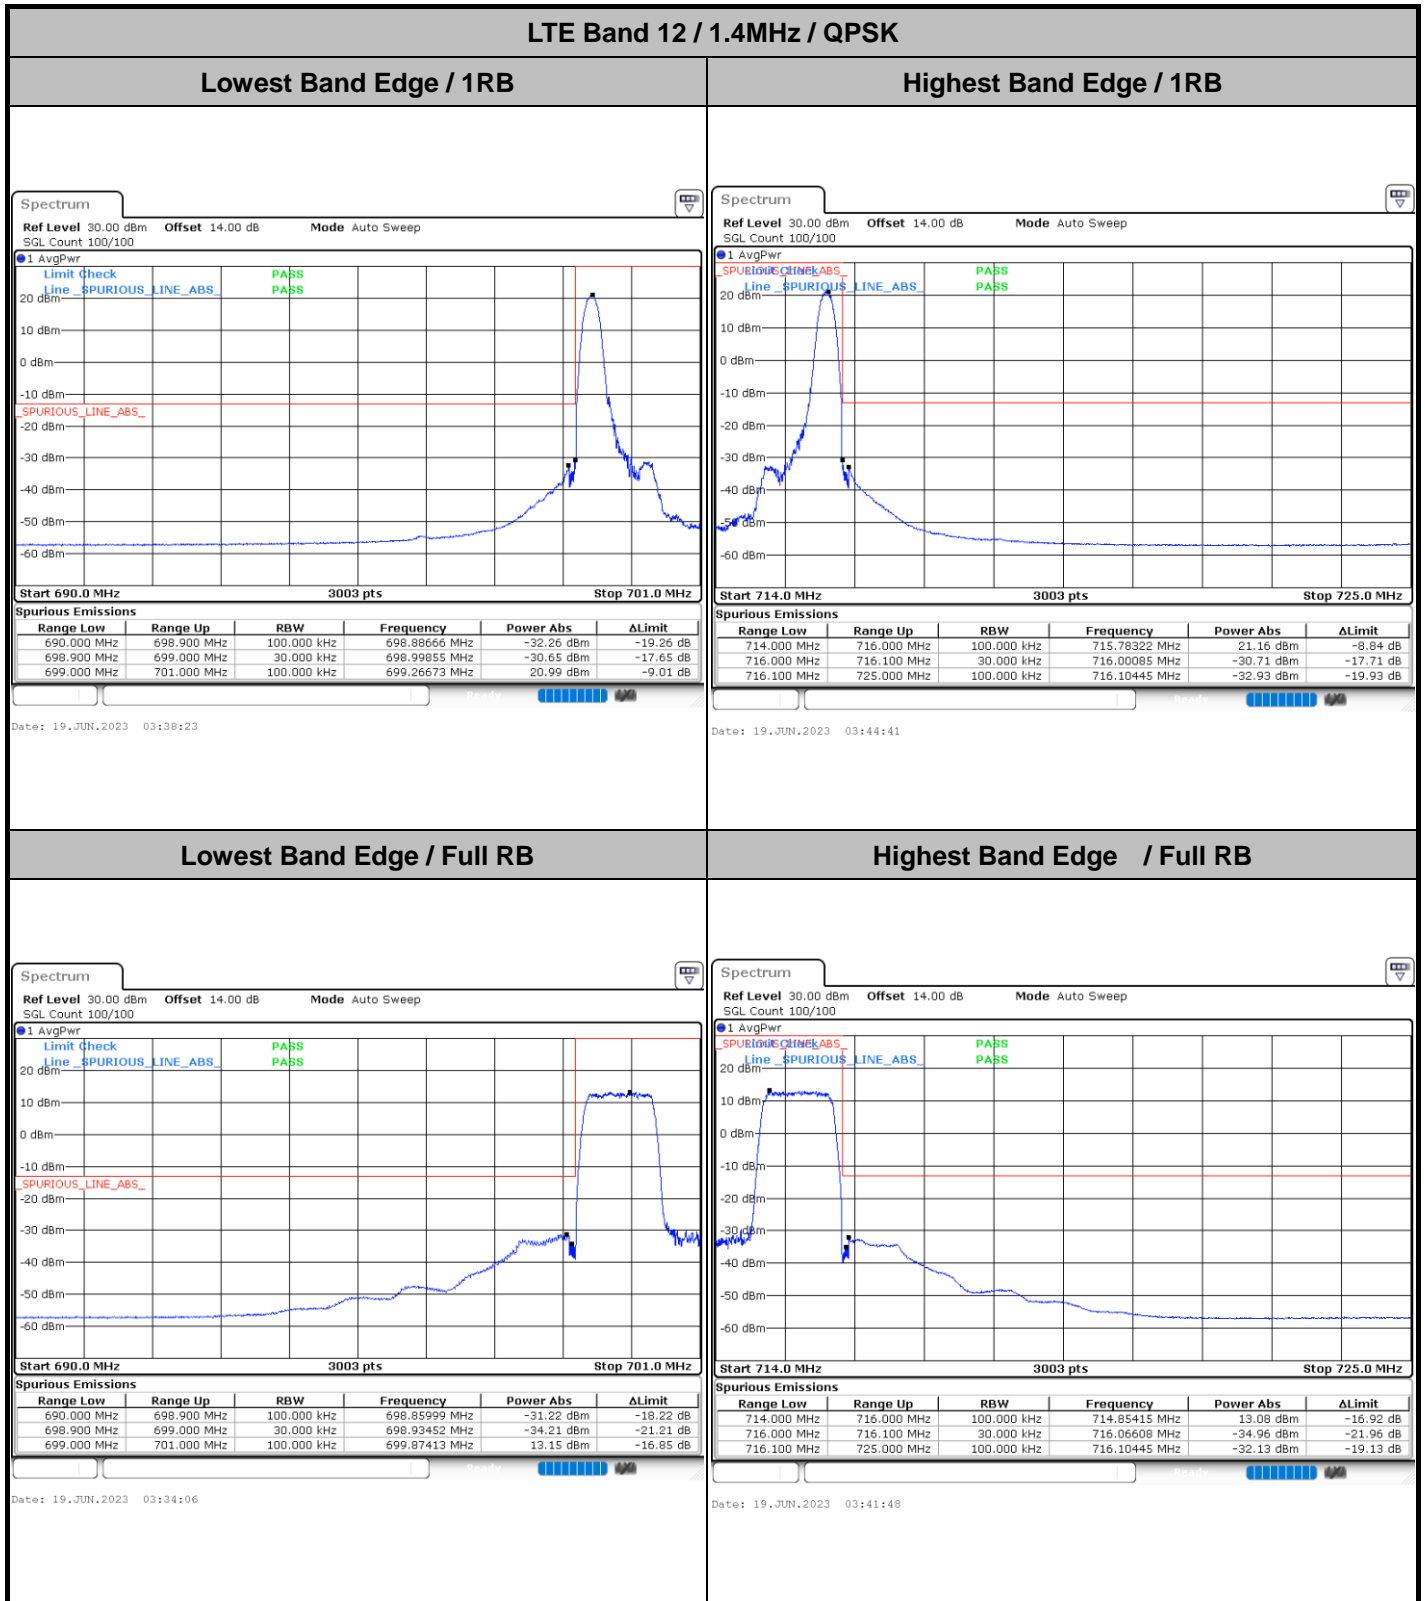 LTE Band 12 / 1.4MHz / QPSK
Lowest Band Edge / 1RB
Highest Band Edge / 1RB
Spectrum
Ref Level 30.00 dBm Offset 14.00 dB Mode Auto Sweep
SGL Count 100/100
1 AvgPwr
Limit Check PASS
Line _SPURIOUS_LINE_ABS_ PASS
20 dBm
10 dBm
0 dBm
-10 dBm
_SPURIOUS_LINE_ABS_
-20 dBm
-30 dBm
-40 dBm
-50 dBm
-60 dBm
Start 690.0 MHz 3003 pts Stop 701.0 MHz
Spurious Emissions
Range Low Range Up RBW Frequency Power Abs ΔLimit
690.000 MHz 698.900 MHz 100.000 kHz 698.88666 MHz -32.26 dBm -19.26 dB
698.900 MHz 699.000 MHz 30.000 kHz 698.99855 MHz -30.65 dBm -17.65 dB
699.000 MHz 701.000 MHz 100.000 kHz 699.26673 MHz 20.99 dBm -9.01 dB
Ready
Date: 19.JUN.2023 03:38:23
Spectrum
Ref Level 30.00 dBm Offset 14.00 dB Mode Auto Sweep
SGL Count 100/100
1 AvgPwr
_SPURIOUS_LINE_ABS_
Limit Check PASS
Line _SPURIOUS_LINE_ABS_ PASS
20 dBm
10 dBm
0 dBm
-10 dBm
-20 dBm
-30 dBm
-40 dBm
-50 dBm
-60 dBm
Start 714.0 MHz 3003 pts Stop 725.0 MHz
Spurious Emissions
Range Low Range Up RBW Frequency Power Abs ΔLimit
714.000 MHz 716.000 MHz 100.000 kHz 715.78322 MHz 21.16 dBm -8.84 dB
716.000 MHz 716.100 MHz 30.000 kHz 716.00085 MHz -30.71 dBm -17.71 dB
716.100 MHz 725.000 MHz 100.000 kHz 716.10445 MHz -32.93 dBm -19.93 dB
Ready
Date: 19.JUN.2023 03:44:41
Lowest Band Edge / Full RB
Highest Band Edge / Full RB
Spectrum
Ref Level 30.00 dBm Offset 14.00 dB Mode Auto Sweep
SGL Count 100/100
1 AvgPwr
Limit Check PASS
Line _SPURIOUS_LINE_ABS_ PASS
20 dBm
10 dBm
0 dBm
-10 dBm
_SPURIOUS_LINE_ABS_
-20 dBm
-30 dBm
-40 dBm
-50 dBm
-60 dBm
Start 690.0 MHz 3003 pts Stop 701.0 MHz
Spurious Emissions
Range Low Range Up RBW Frequency Power Abs ΔLimit
690.000 MHz 698.900 MHz 100.000 kHz 698.85999 MHz -31.22 dBm -18.22 dB
698.900 MHz 699.000 MHz 30.000 kHz 698.93452 MHz -34.21 dBm -21.21 dB
699.000 MHz 701.000 MHz 100.000 kHz 699.87413 MHz 13.15 dBm -16.85 dB
Ready
Date: 19.JUN.2023 03:34:06
Spectrum
Ref Level 30.00 dBm Offset 14.00 dB Mode Auto Sweep
SGL Count 100/100
1 AvgPwr
_SPURIOUS_LINE_ABS_
Limit Check PASS
Line _SPURIOUS_LINE_ABS_ PASS
20 dBm
10 dBm
0 dBm
-10 dBm
-20 dBm
-30 dBm
-40 dBm
-50 dBm
-60 dBm
Start 714.0 MHz 3003 pts Stop 725.0 MHz
Spurious Emissions
Range Low Range Up RBW Frequency Power Abs ΔLimit
714.000 MHz 716.000 MHz 100.000 kHz 714.85415 MHz 13.08 dBm -16.92 dB
716.000 MHz 716.100 MHz 30.000 kHz 716.06608 MHz -34.96 dBm -21.96 dB
716.100 MHz 725.000 MHz 100.000 kHz 716.10445 MHz -32.13 dBm -19.13 dB
Ready
Date: 19.JUN.2023 03:41:48